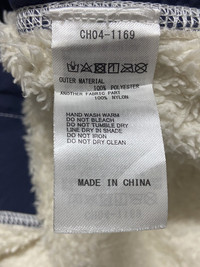 CH04-1169
OUTER MATERIAL
100% POLYESTER
ANOTHER FABRIC PART
100% NYLON
HAND WASH WARM
DO NOT BLEACH
DO NOT TUMBLE DRY
LINE DRY IN SHADE
DO NOT IRON
DO NOT DRY CLEAN
MADE IN CHINA